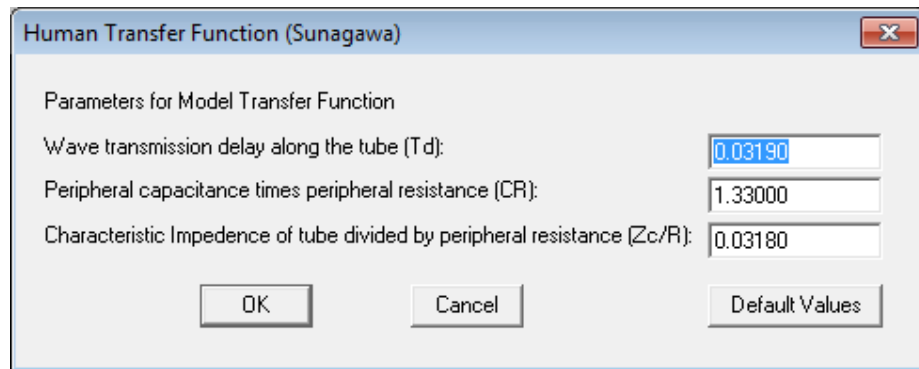 Human Transfer Function (Sunagawa)
Parameters for Model Transfer Function
Wave transmission delay along the tube (Td): 0.03190
Peripheral capacitance times peripheral resistance (CR): 1.33000
Characteristic Impedence of tube divided by peripheral resistance (Zc/R): 0.03180
OK Cancel Default Values